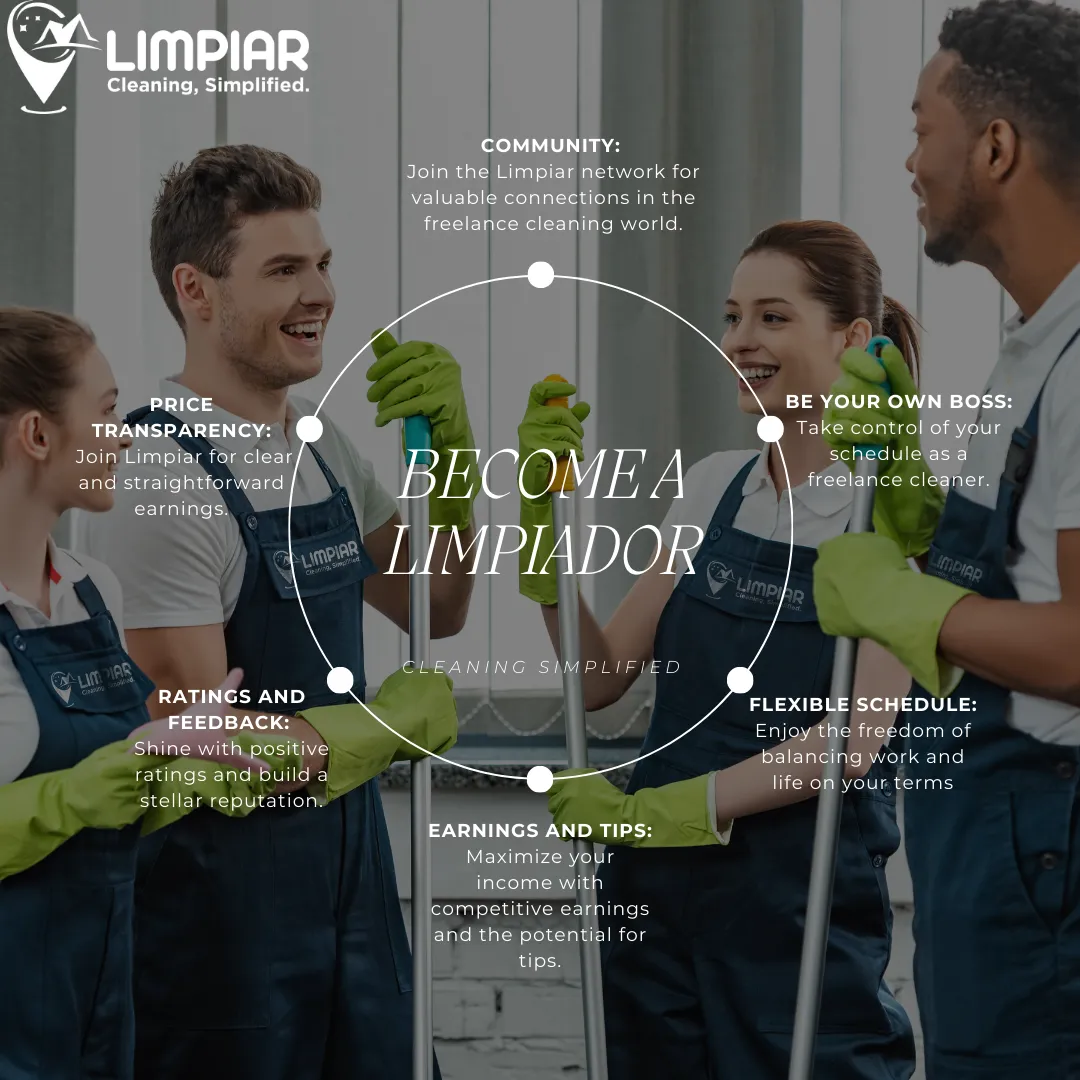 LIMPIAR
Cleaning, Simplified.
COMMUNITY:
Join the Limpiar network for
valuable connections in the
freelance cleaning world.
PRICE
TRANSPARENCY:
Join Limpiar for clear
and straightforward
earnings.
BE YOUR OWN BOSS:
Take control of your
schedule as a
freelance cleaner.
BECOME A
LIMPIADOR
CLEANING SIMPLIFIED
RATINGS AND
FEEDBACK:
Shine with positive
ratings and build a
stellar reputation.
FLEXIBLE SCHEDULE:
Enjoy the freedom of
balancing work and
life on your terms
EARNINGS AND TIPS:
Maximize your
income with
competitive earnings
and the potential for
tips.
LIMPIAR
Cleaning, Simplified.
LIMPIAR
Cleaning, Simplified.
LIMPIAR
Cleaning, Simplified.
LIMPIAR